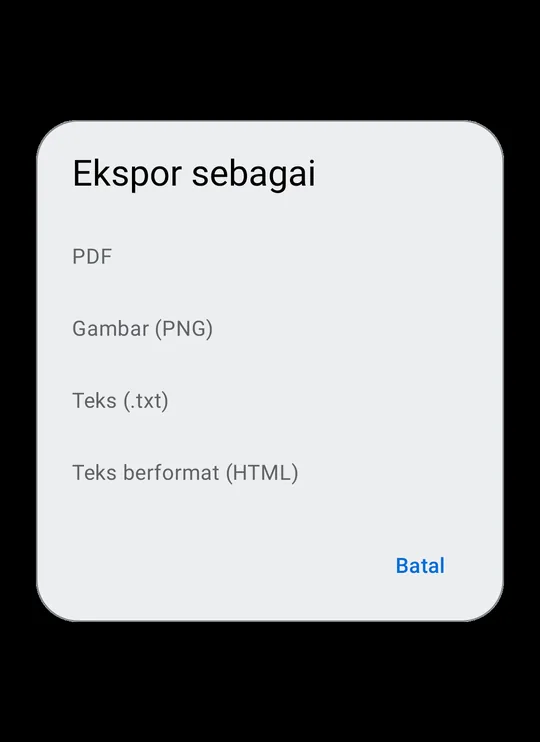 Ekspor sebagai
PDF
Gambar (PNG)
Teks (.txt)
Teks berformat (HTML)
Batal